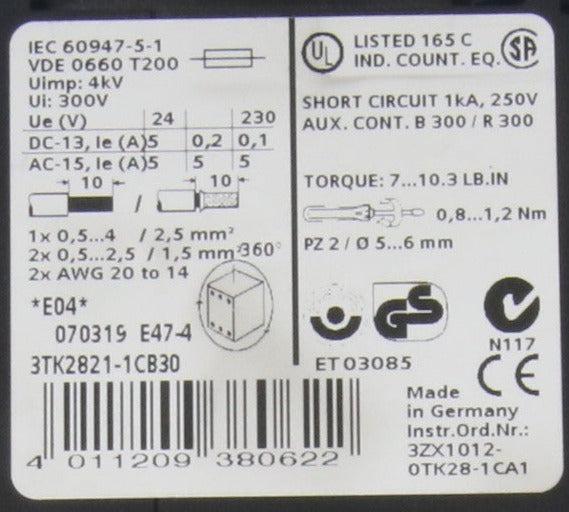 IEC 60947-5-1
VDE 0660 T200
Uimp: 4kV
Ui: 300V
Ue (V) 24 230
DC-13, Ie (A) 5 0,2 0,1
AC-15, Ie (A) 5 5 5
10 / 10
1x 0,5...4 / 2,5 mm²
2x 0,5...2,5 / 1,5 mm²
2x AWG 20 to 14
360°
*E04*
070319 E47-4
3TK2821-1CB30
4 011209 380622
UL LISTED 165 C SA
IND. CONT. EQ.
SHORT CIRCUIT 1kA, 250V
AUX. CONT. B 300 / R 300
TORQUE: 7...10.3 LB.IN
0,8...1,2 Nm
PZ 2 / Ø 5...6 mm
GS
N117
ET 03085
CE
Made
in Germany
Instr.Ord.Nr.:
3ZX1012-
0TK28-1CA1